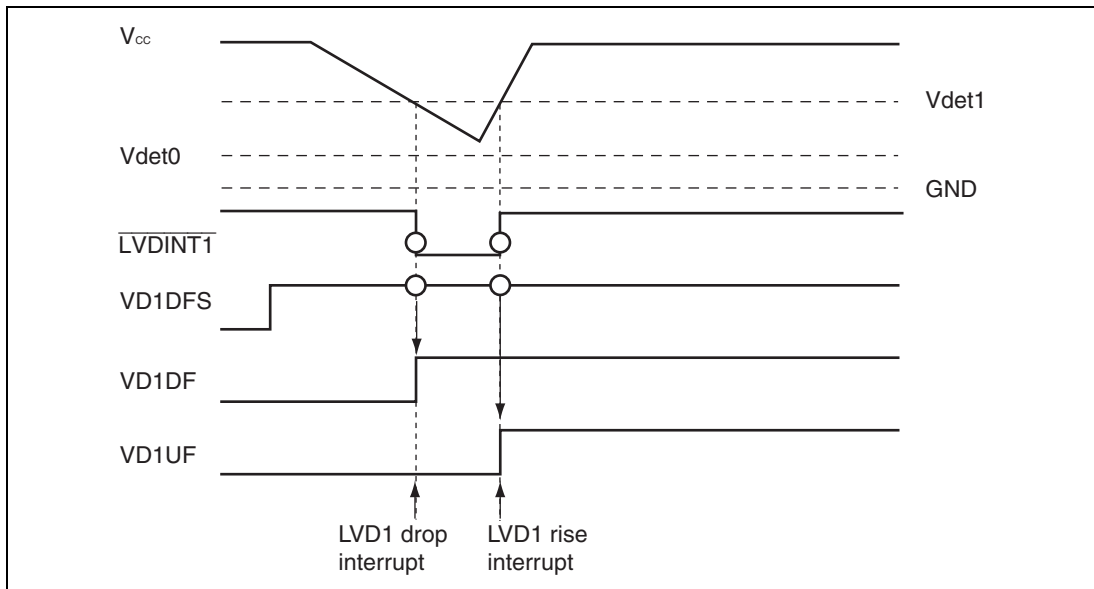 Vcc
Vdet1
Vdet0
GND
LVDINT1
VD1DFS
VD1DF
VD1UF
LVD1 drop
interrupt
LVD1 rise
interrupt